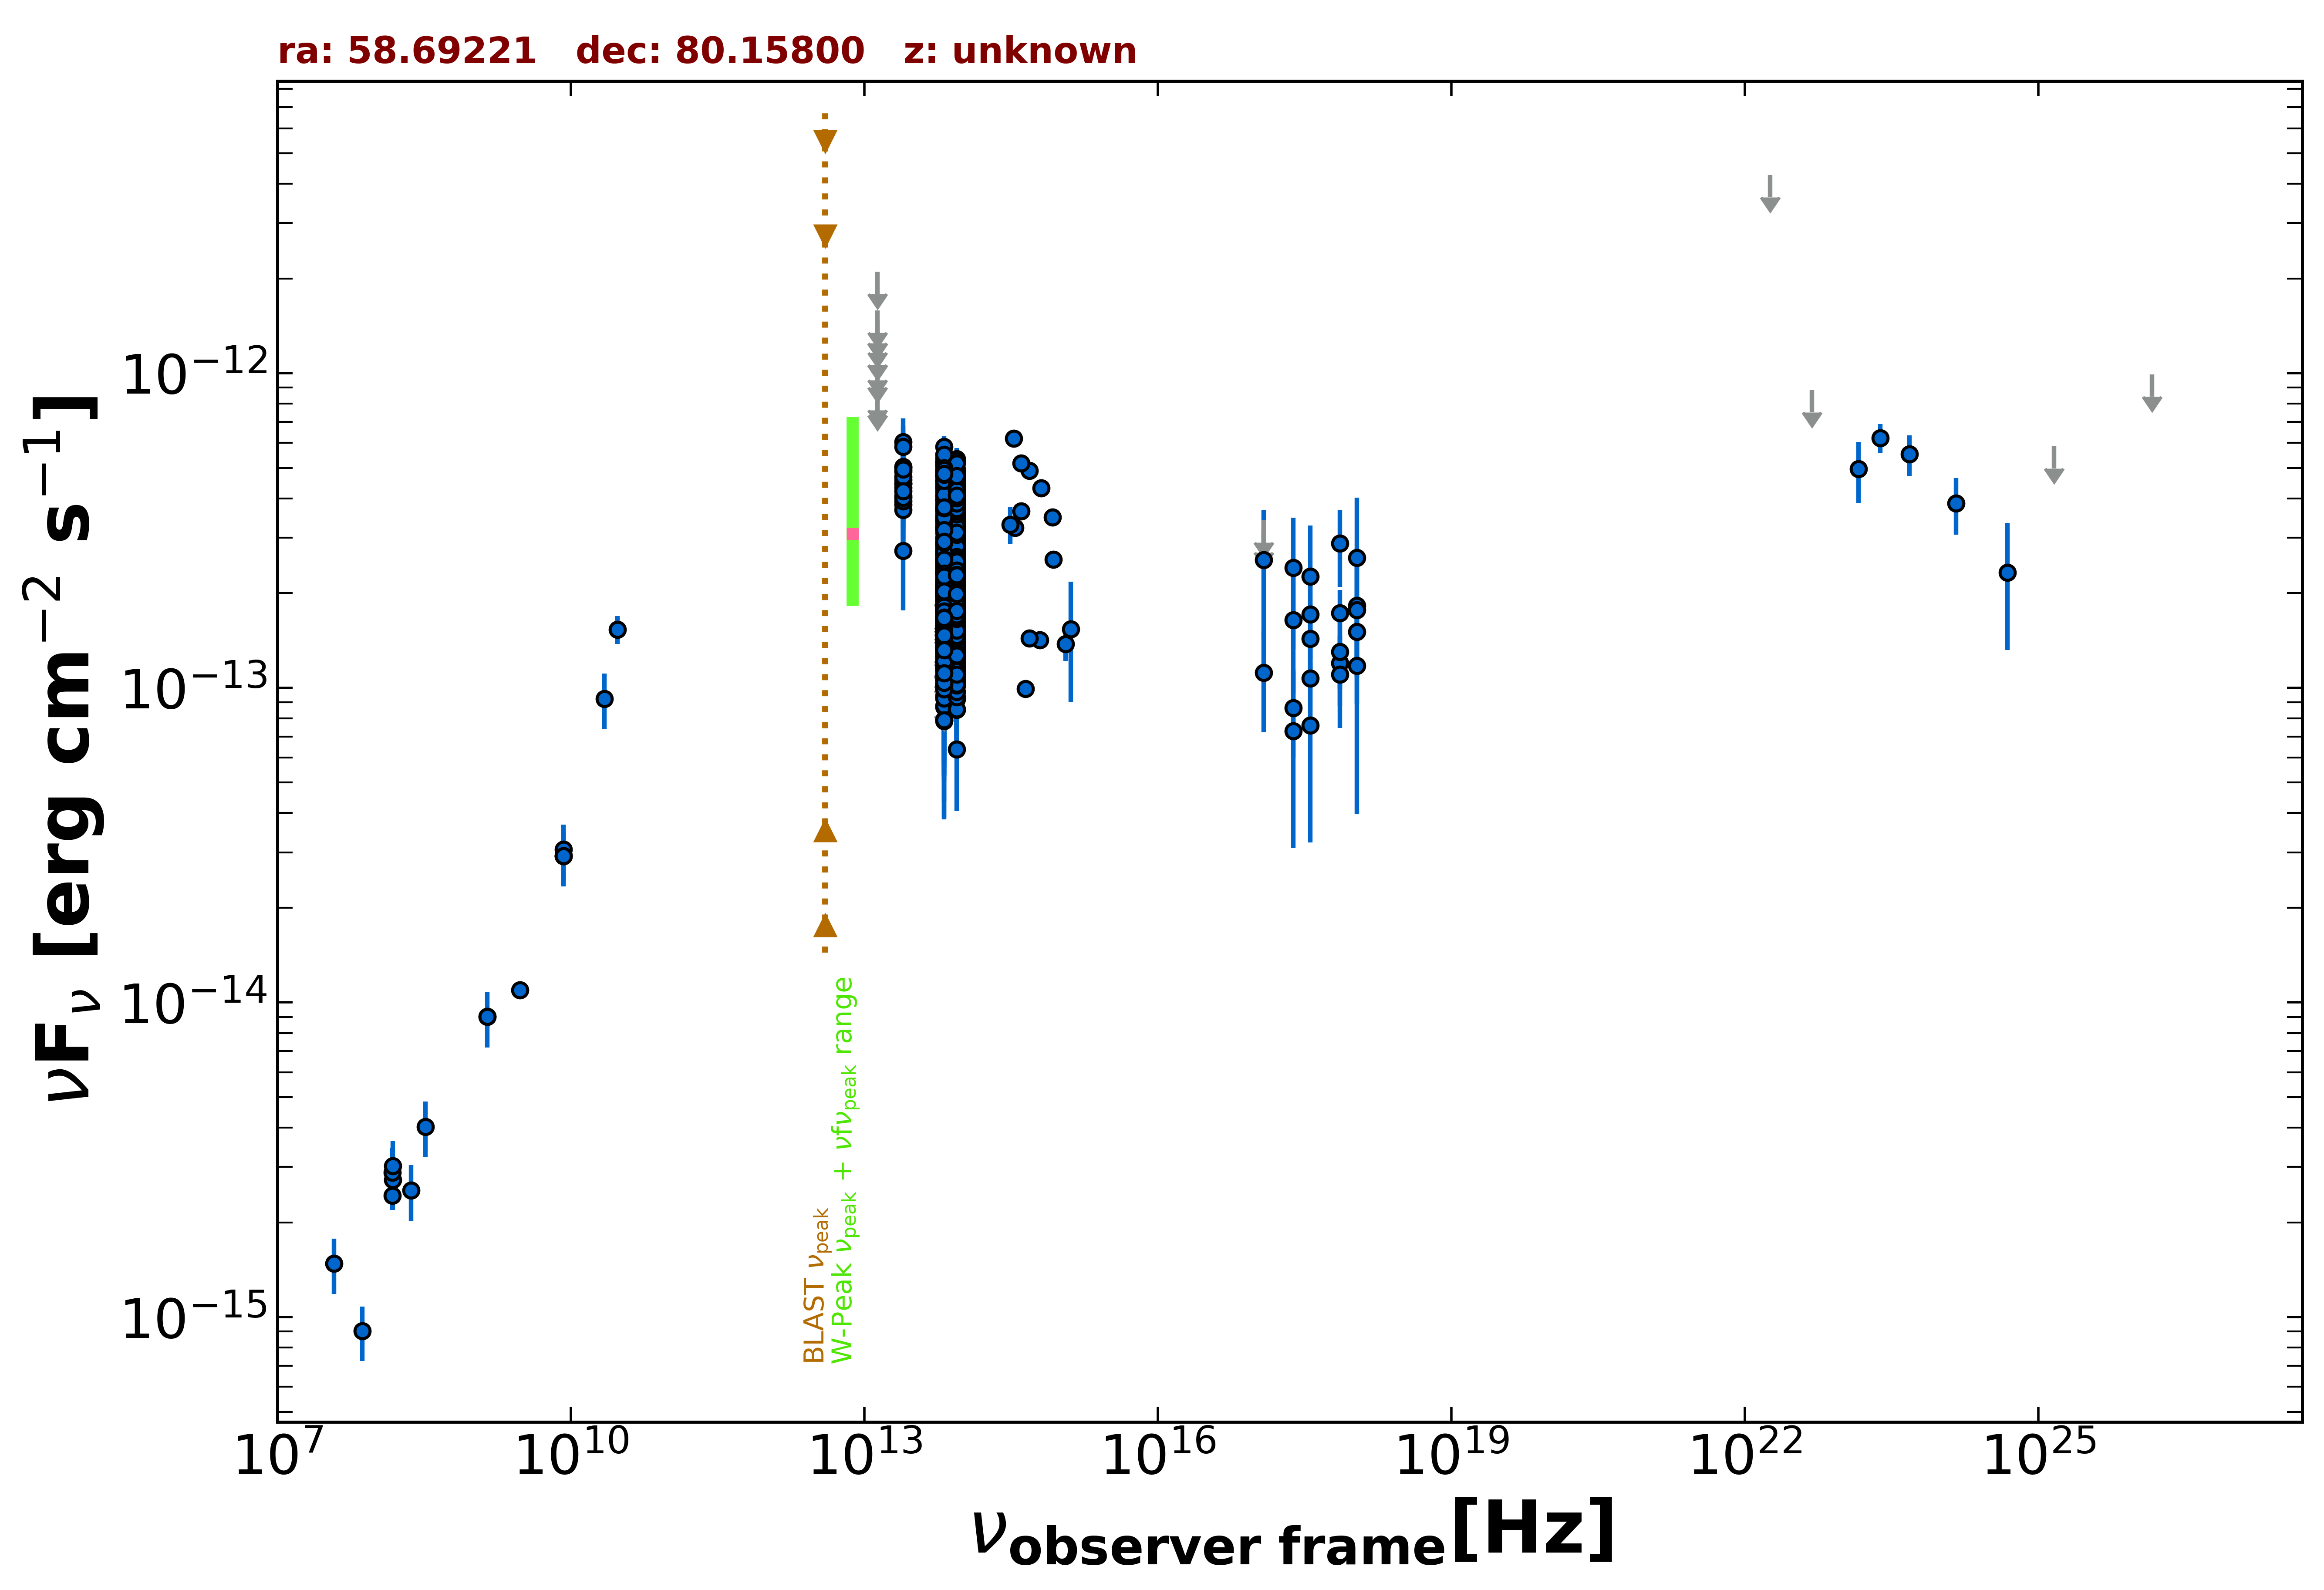 ra: 58.69221   dec: 80.15800   z: unknown
νFν [erg cm−2 s−1]
10−12
10−13
10−14
10−15
BLAST νpeak
W-Peak νpeak + νfνpeak range
107
1010
1013
1016
1019
1022
1025
νobserver frame[Hz]